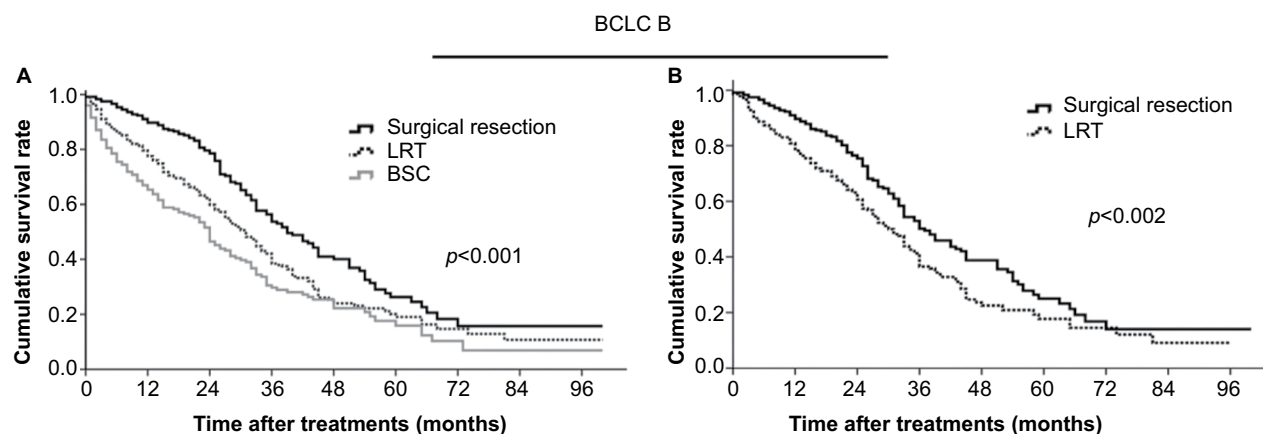 BCLC B
A
1.0
0.8
0.6
0.4
0.2
0.0
Cumulative survival rate
Surgical resection
LRT
BSC
p<0.001
0 12 24 36 48 60 72 84 96
Time after treatments (months)
B
1.0
0.8
0.6
0.4
0.2
0.0
Cumulative survival rate
Surgical resection
LRT
p<0.002
0 12 24 36 48 60 72 84 96
Time after treatments (months)